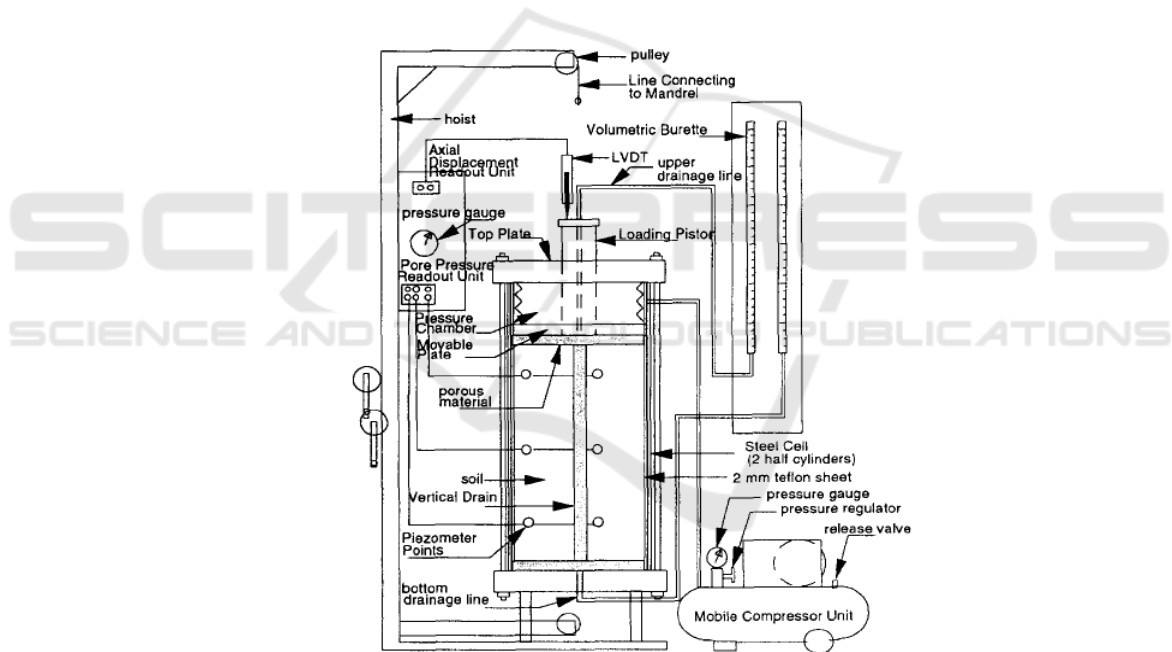 pulley
Line Connecting
to Mandrel
hoist
Volumetric Burette
Axial
Displacement
Readout Unit
LVDT
upper
drainage line
pressure gauge
Top Plate
Loading Piston
Pore Pressure
Readout Unit
Pressure
Chamber
Movable
Plate
porous
material
Steel Cell
(2 half cylinders)
soil
2 mm teflon sheet
Vertical Drain
pressure gauge
pressure regulator
release valve
Piezometer
Points
bottom
drainage line
Mobile Compressor Unit
SCITEPRESS
SCIENCE AND TECHNOLOGY PUBLICATIONS